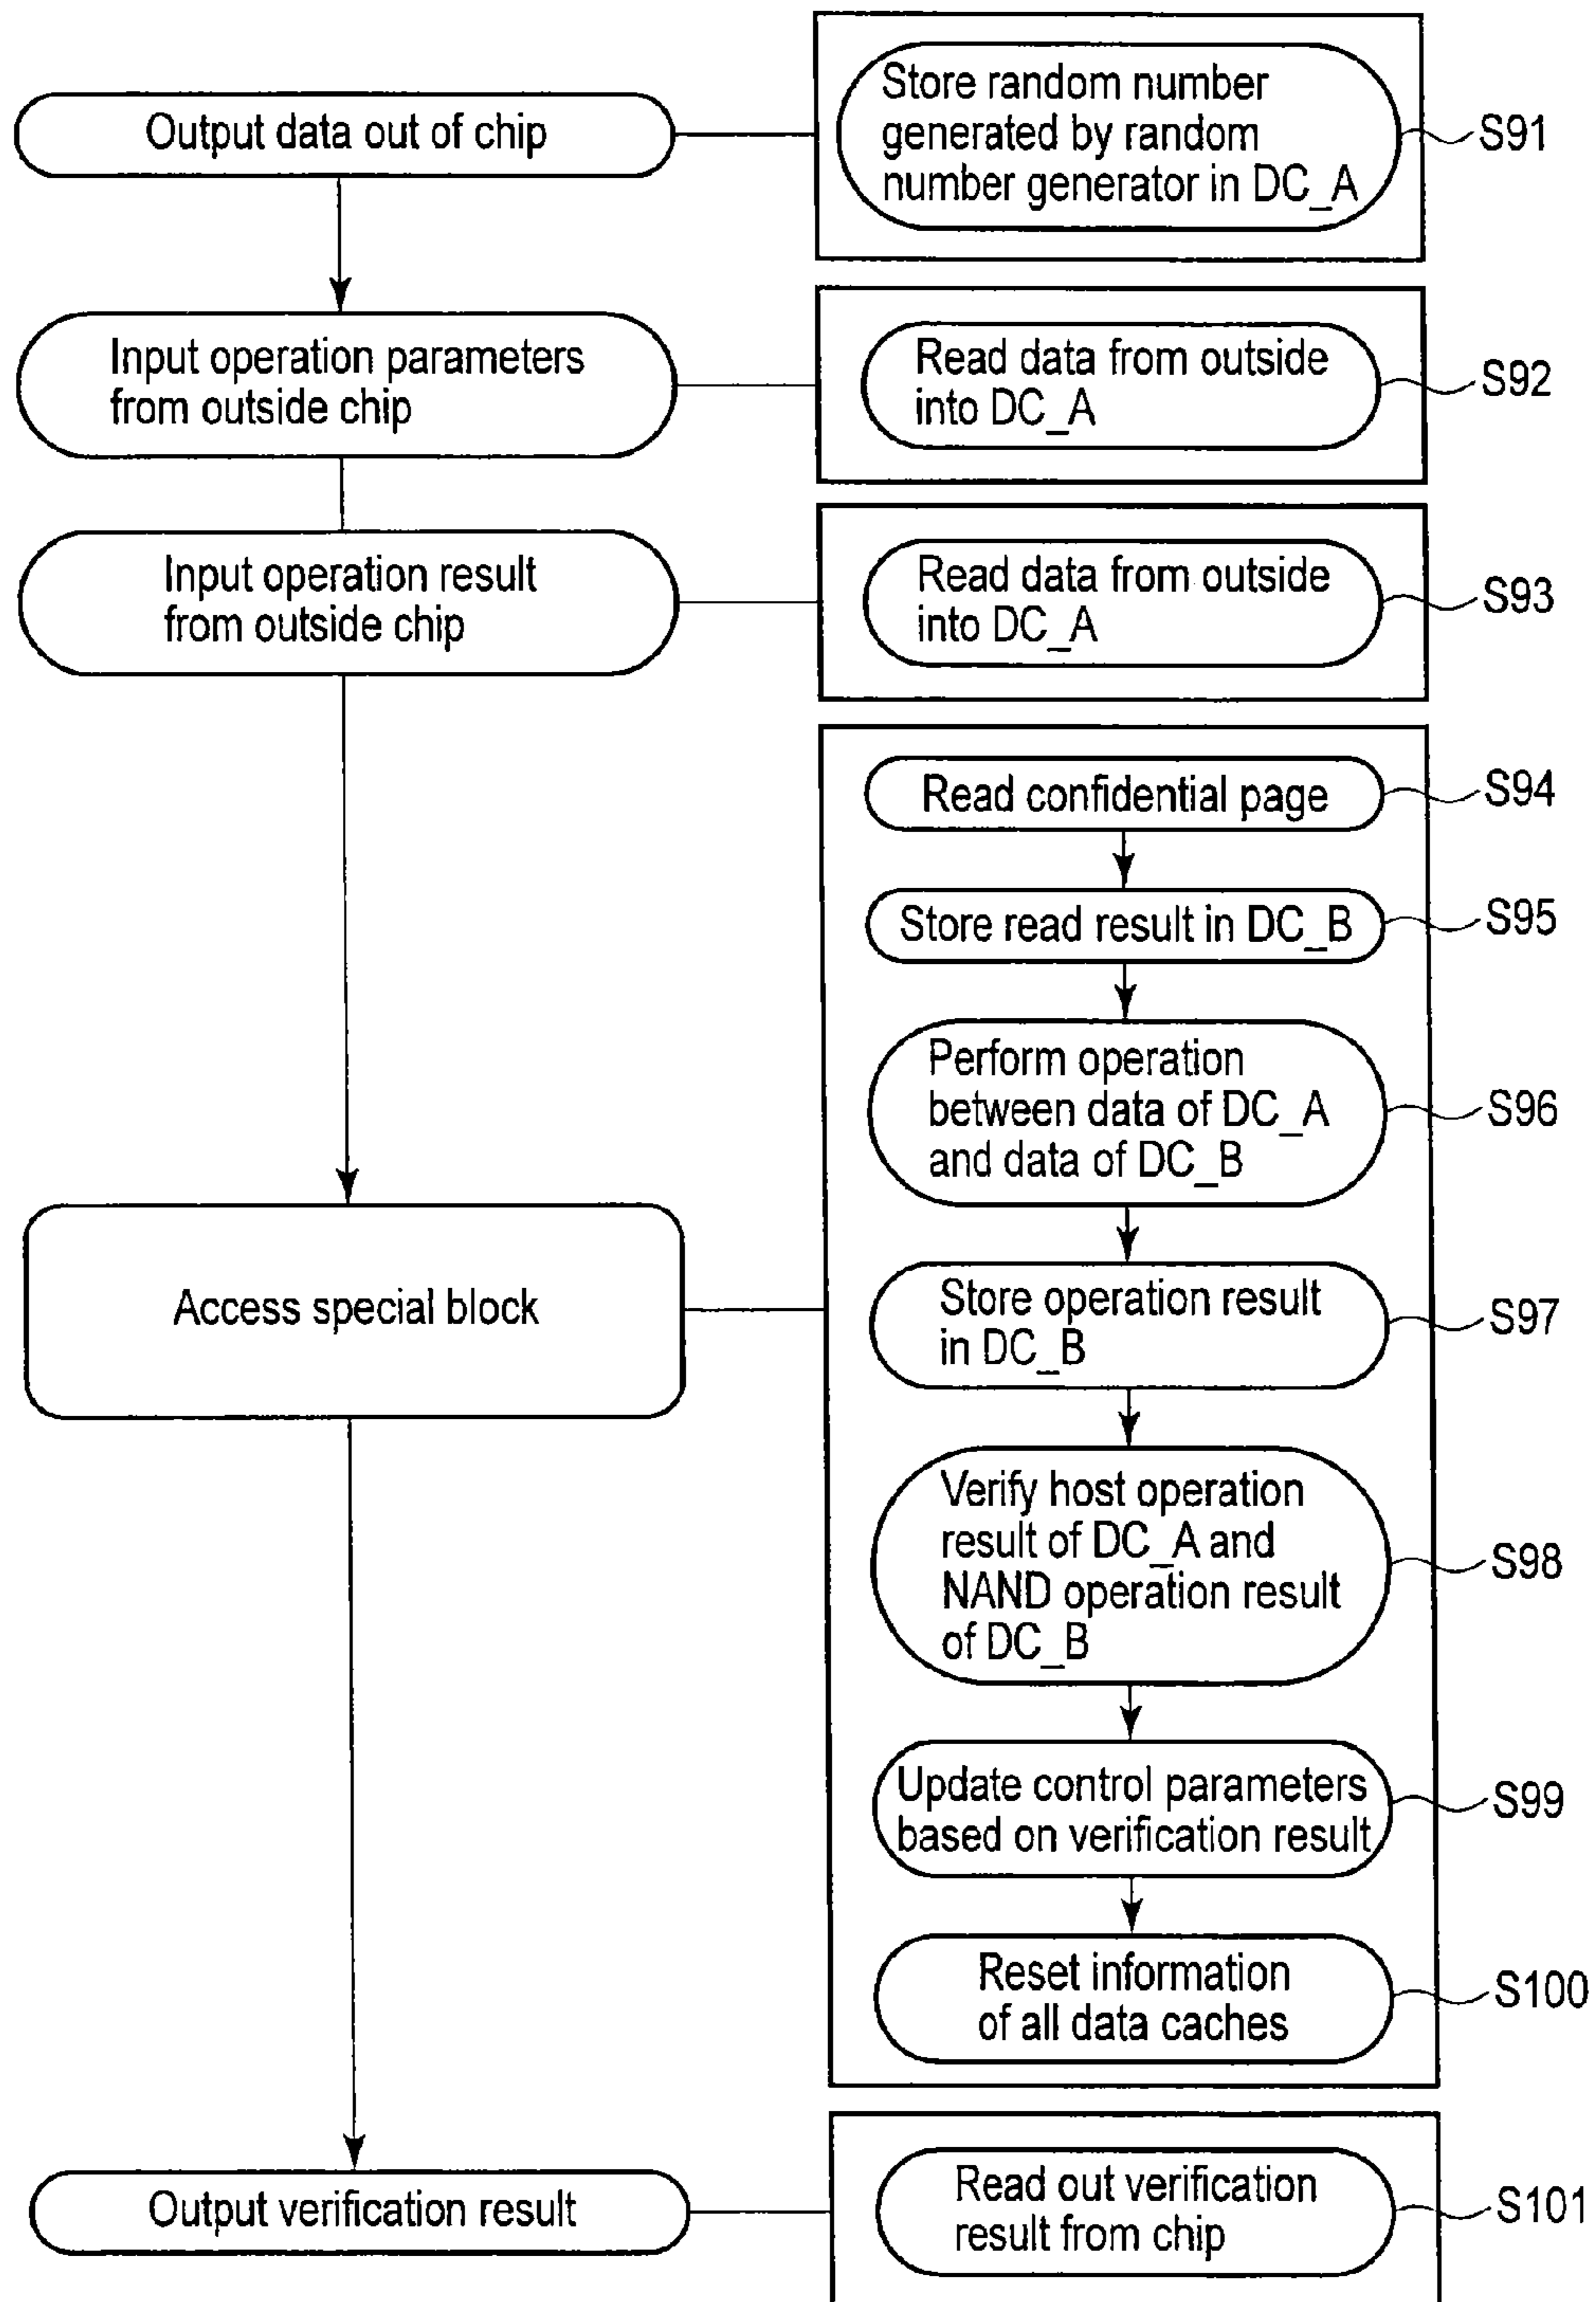 Output data out of chip
Store random number
generated by random
number generator in DC_A
S91
Input operation parameters
from outside chip
Read data from outside
into DC_A
S92
Input operation result
from outside chip
Read data from outside
into DC_A
S93
Read confidential page
S94
Store read result in DC_B
S95
Perform operation
between data of DC_A
and data of DC_B
S96
Access special block
Store operation result
in DC_B
S97
Verify host operation
result of DC_A and
NAND operation result
of DC_B
S98
Update control parameters
based on verification result
S99
Reset information
of all data caches
S100
Output verification result
Read out verification
result from chip
S101